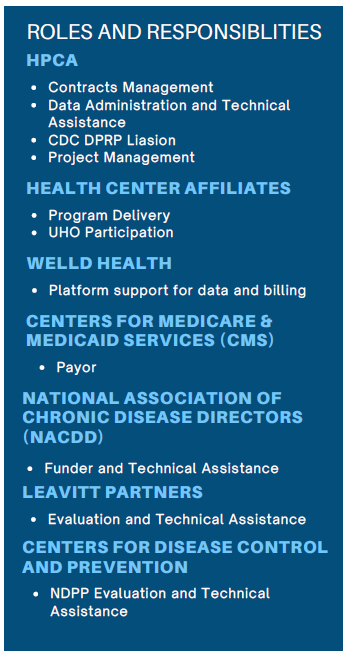 ROLES AND RESPONSIBLITIES
HPCA
• Contracts Management
• Data Administration and Technical
Assistance
• CDC DPRP Liasion
• Project Management
HEALTH CENTER AFFILIATES
• Program Delivery
• UHO Participation
WELLD HEALTH
• Platform support for data and billing
CENTERS FOR MEDICARE &
MEDICAID SERVICES (CMS)
• Payor
NATIONAL ASSOCIATION OF
CHRONIC DISEASE DIRECTORS
(NACDD)
• Funder and Technical Assistance
LEAVITT PARTNERS
• Evaluation and Technical Assistance
CENTERS FOR DISEASE CONTROL
AND PREVENTION
• NDPP Evaluation and Technical
Assistance